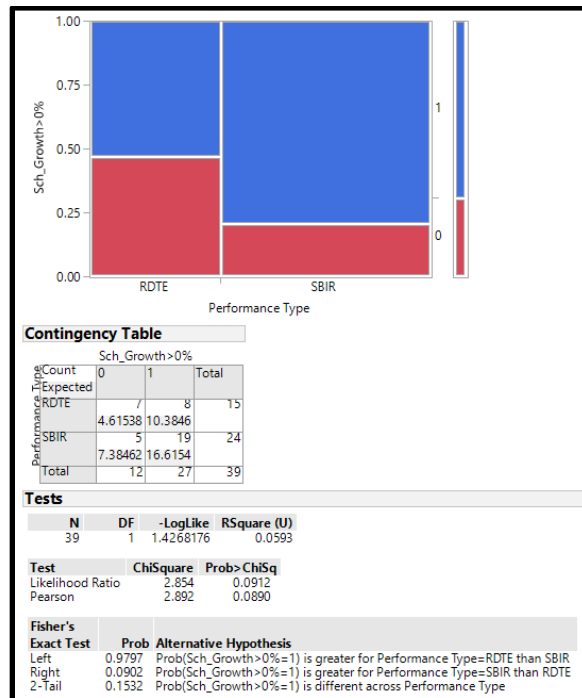 1.00
0.75
0.50
0.25
0.00
Sch_Growth>0%
1
0
RDTE SBIR
Performance Type
Contingency Table
Sch_Growth>0%
Performance Type
Count 0 1 Total
Expected
RDTE 7 8 15
4.61538 10.3846
SBIR 5 19 24
7.38462 16.6154
Total 12 27 39
Tests
N DF -LogLike RSquare (U)
39 1 1.4268176 0.0593
Test ChiSquare Prob>ChiSq
Likelihood Ratio 2.854 0.0912
Pearson 2.892 0.0890
Fisher's
Exact Test Prob Alternative Hypothesis
Left 0.9797 Prob(Sch_Growth>0%=1) is greater for Performance Type=RDTE than SBIR
Right 0.0902 Prob(Sch_Growth>0%=1) is greater for Performance Type=SBIR than RDTE
2-Tail 0.1532 Prob(Sch_Growth>0%=1) is different across Performance Type